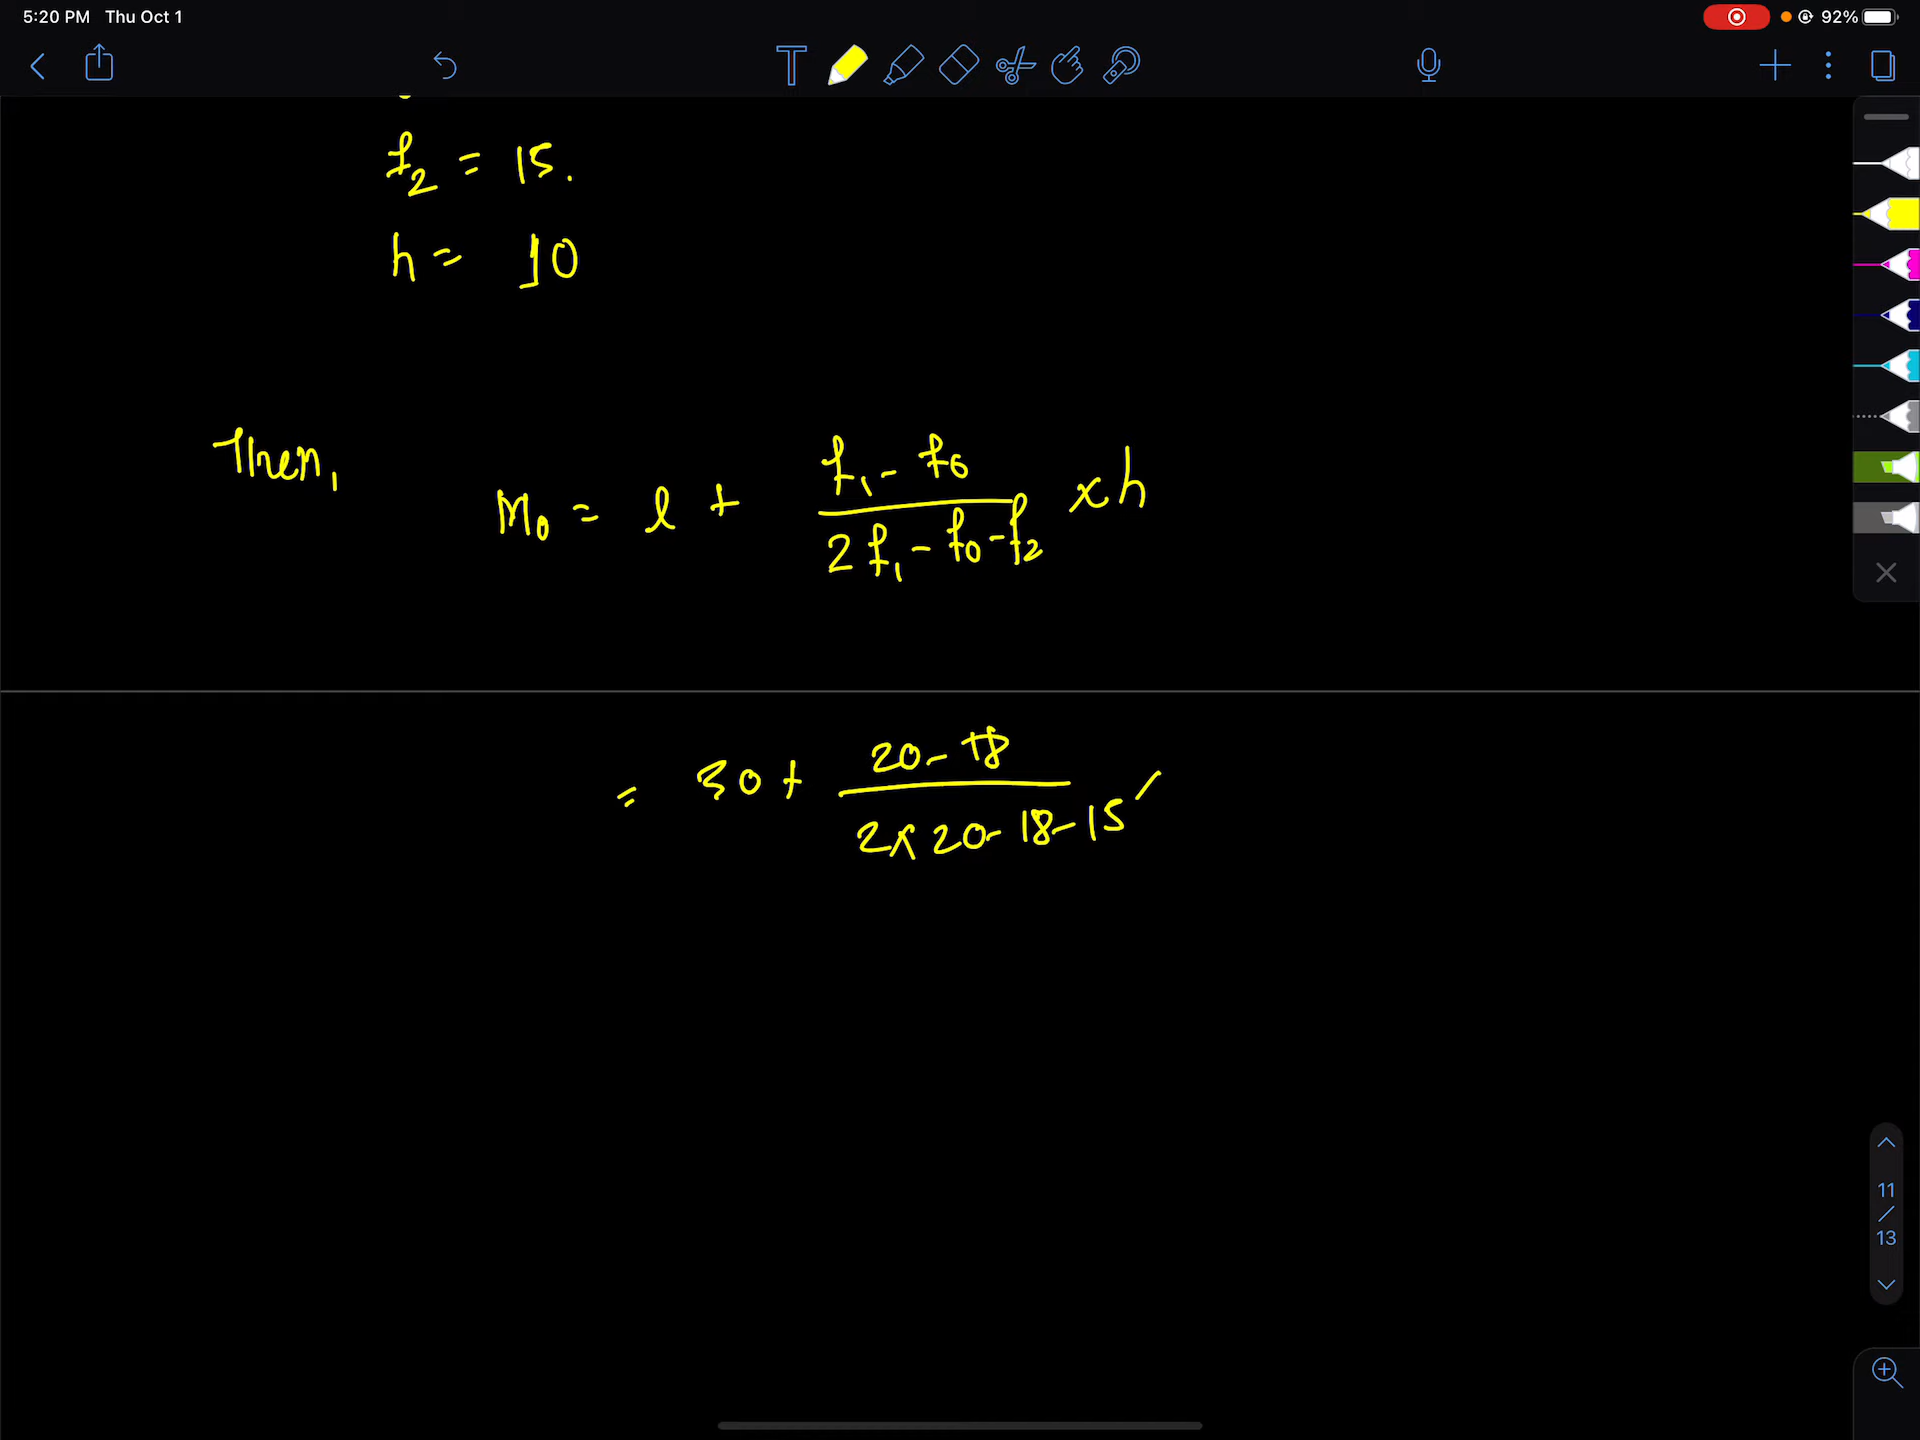 5:20 PM Thu Oct 1 92%
T
f₂ = 15.
h = 10
Then,
M₀ = l + (f₁ - f₀)/(2f₁ - f₀ - f₂) x h
= 30 + (20 - 18)/(2 x 20 - 18 - 15)
11
/
13